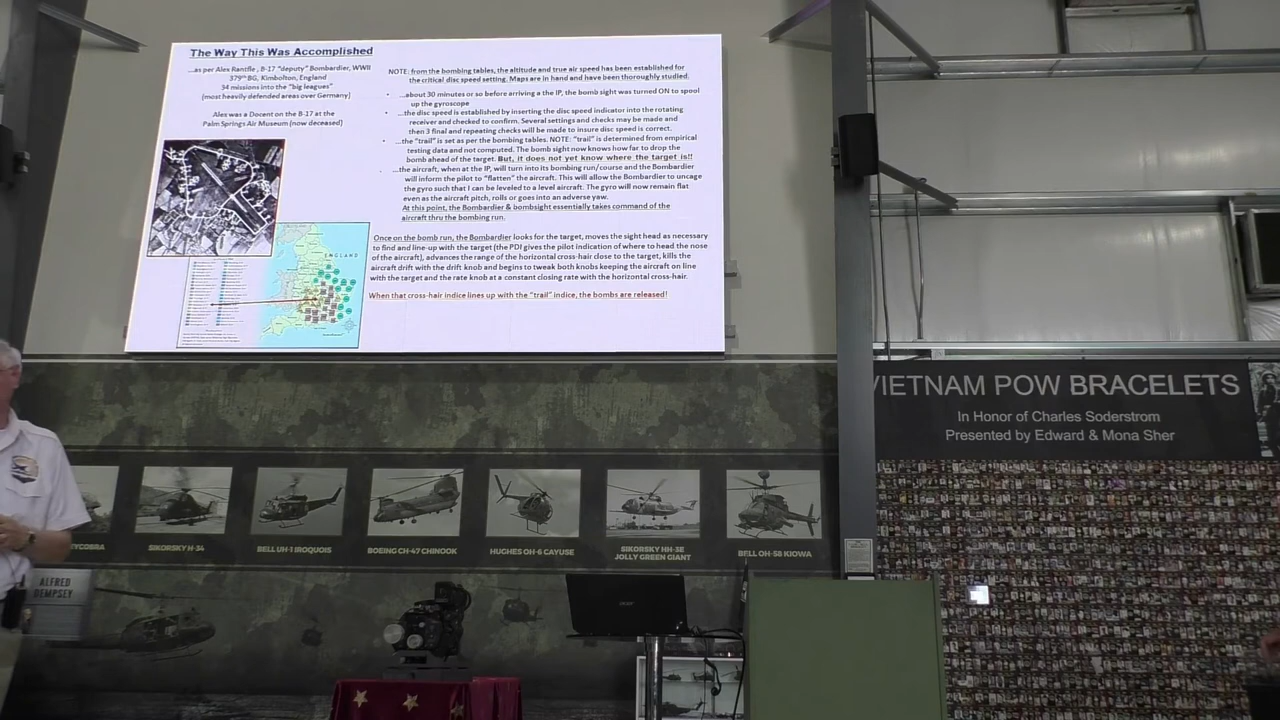 The Way This Was Accomplished
...as per Alex Rantfle, B-17 "deputy" Bombardier, WWII
379th BG, Kimbolton, England
34 missions into the "big leagues"
(most heavily defended areas over Germany)
Alex was a Docent on the B-17 at the
Palm Springs Air Museum (now deceased)
NOTE: from the bombing tables, the altitude and true air speed has been established for
the critical disc speed setting. Maps are in hand and have been thoroughly studied.
...about 30 minutes or so before arriving a the IP, the bomb sight was turned ON to spool
up the gyroscope
...the disc speed is established by inserting the disc speed indicator into the rotating
receiver and checked to confirm. Several settings and checks may be made and
then 3 final and repeating checks will be made to insure disc speed is correct.
...the "trail" is set as per the bombing tables. NOTE: "trail" is determined from empirical
testing data and not computed. The bomb sight now knows how far to drop the
bomb ahead of the target. But, it does not yet know where the target is!!
...the aircraft, when at the IP, will turn into its bombing run/course and the Bombardier
will inform the pilot to "flatten" the aircraft. This will allow the Bombardier to uncage
the gyro such that I can be leveled to a level aircraft. The gyro will now remain flat
even as the aircraft pitch, rolls or goes into an adverse yaw.
At this point, the Bombardier & bombsight essentially takes command of the
aircraft thru the bombing run.
Once on the bomb run, the Bombardier looks for the target, moves the sight head as necessary
to find and line-up with the target (the PDI gives the pilot indication of where to head the nose
of the aircraft), advances the range of the horizontal cross-hair close to the target, kills the
aircraft drift with the drift knob and begins to tweak both knobs keeping the aircraft on line
with the target and the rate knob at a constant closing rate with the horizontal cross-hair.
When that cross-hair indice lines up with the "trail" indice, the bombs are released!
ENGLAND
VIETNAM POW BRACELETS
In Honor of Charles Soderstrom
Presented by Edward & Mona Sher
SIKORSKY H-34
BELL UH-1 IROQUOIS
BOEING CH-47 CHINOOK
HUGHES OH-6 CAYUSE
SIKORSKY HH-3E
JOLLY GREEN GIANT
BELL OH-58 KIOWA
ALFRED
DEMPSEY
acer